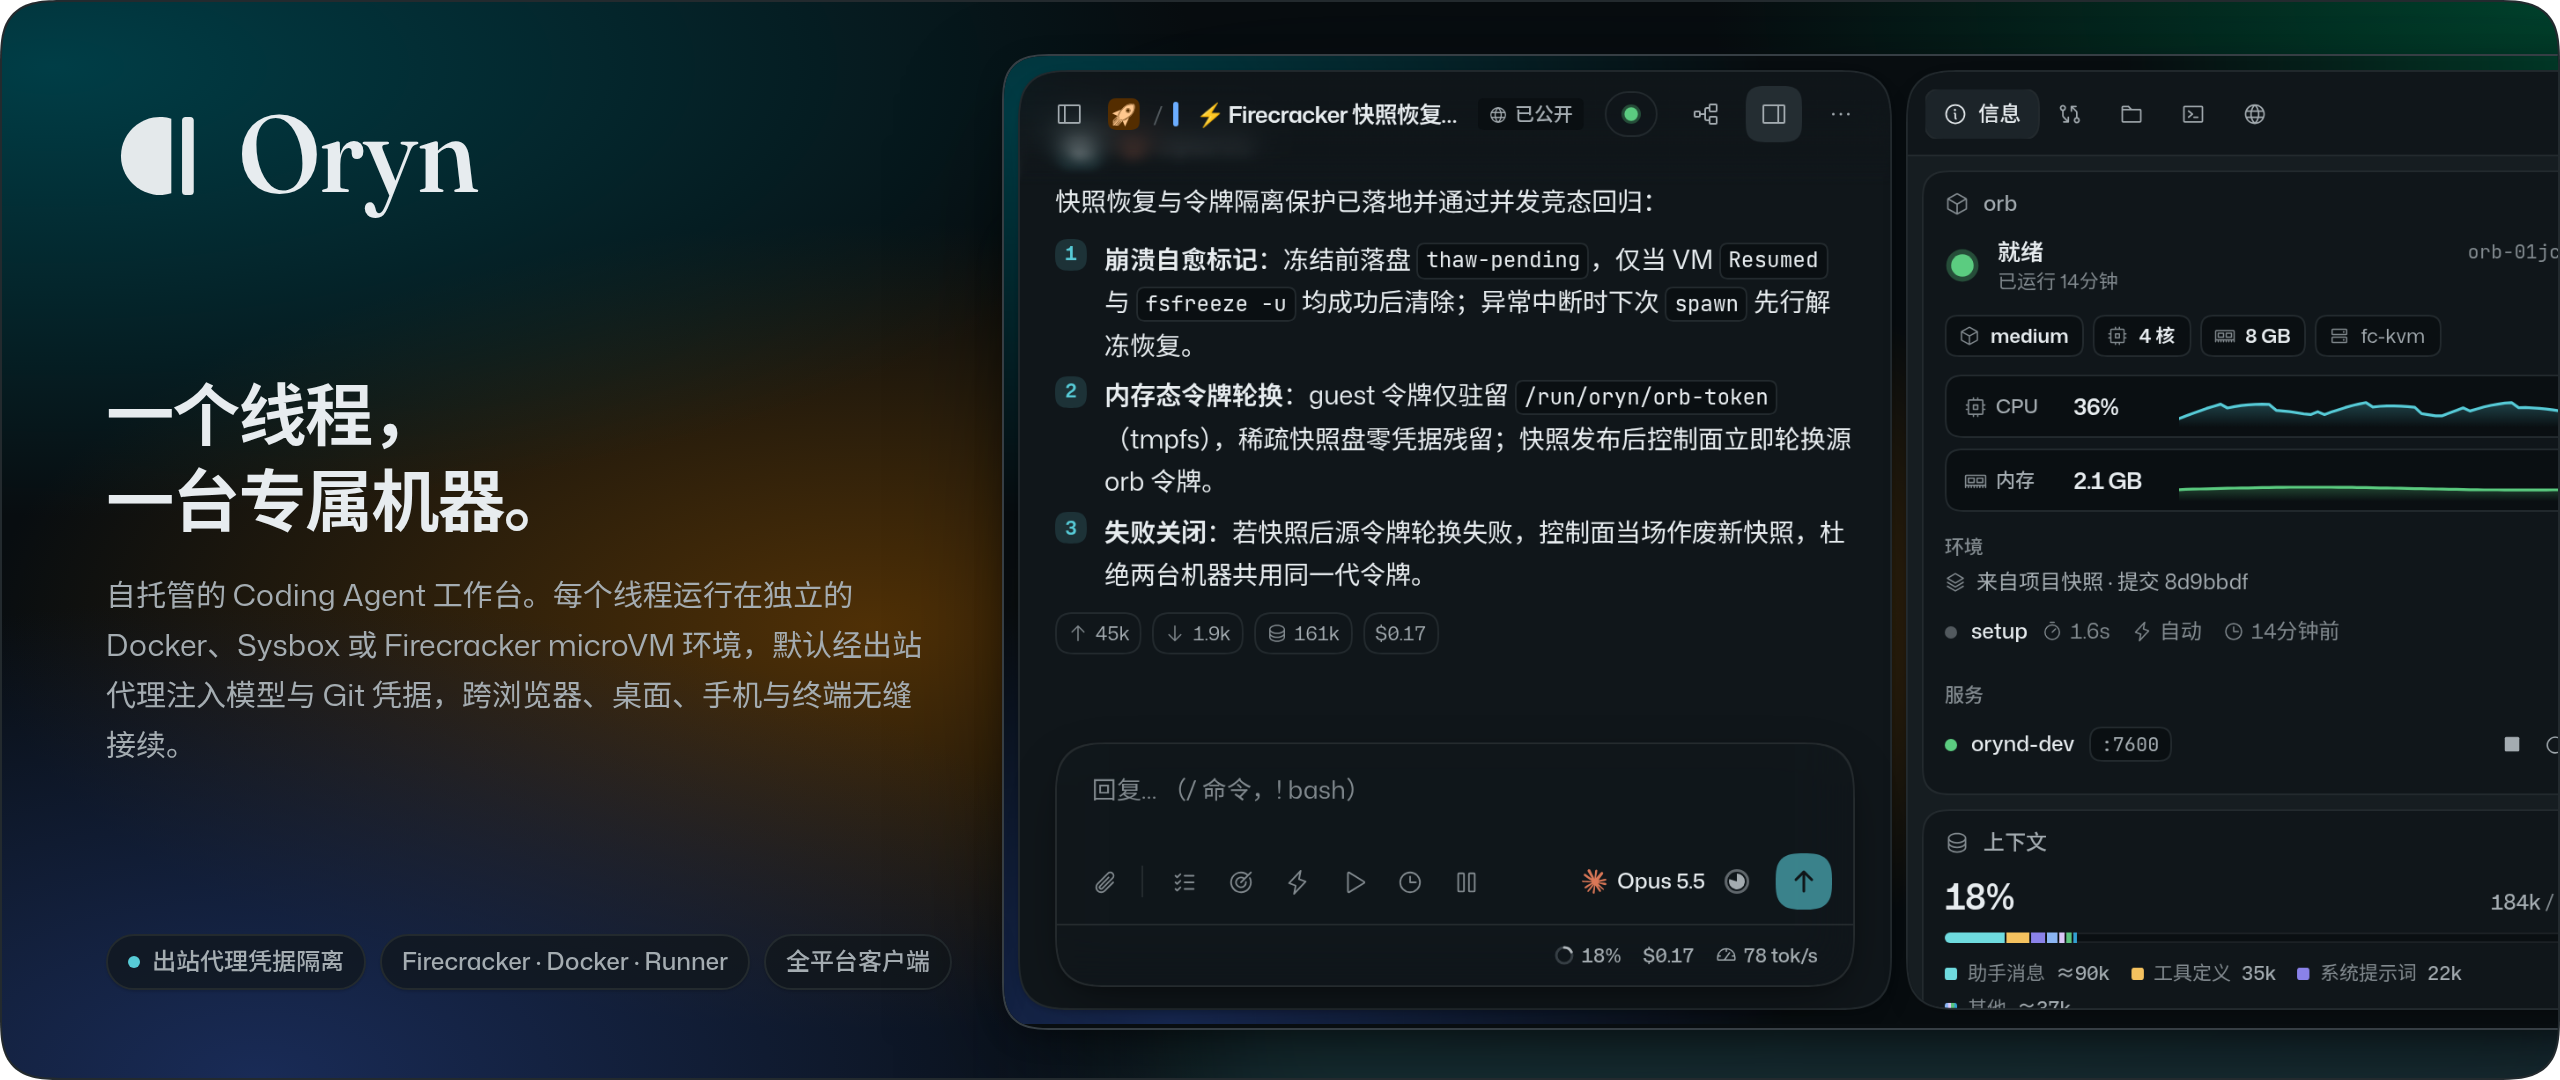 Oryn
一个线程，
一台专属机器。
自托管的 Coding Agent 工作台。每个线程运行在独立的
Docker、Sysbox 或 Firecracker microVM 环境，默认经出站
代理注入模型与 Git 凭据，跨浏览器、桌面、手机与终端无缝
接续。
出站代理凭据隔离
Firecracker · Docker · Runner
全平台客户端
/ ⚡ Firecracker 快照恢复... 已公开
快照恢复与令牌隔离保护已落地并通过并发竞态回归：
1 崩溃自愈标记：冻结前落盘 thaw-pending，仅当 VM Resumed
与 fsfreeze -u 均成功后清除；异常中断时下次 spawn 先行解
冻恢复。
2 内存态令牌轮换：guest 令牌仅驻留 /run/oryn/orb-token
（tmpfs），稀疏快照盘零凭据残留；快照发布后控制面立即轮换源
orb 令牌。
3 失败关闭：若快照后源令牌轮换失败，控制面当场作废新快照，杜
绝两台机器共用同一代令牌。
↑ 45k ↓ 1.9k 161k $0.17
回复... （/ 命令，! bash）
Opus 5.5
18% $0.17 78 tok/s
信息
orb
就绪 orb-01jc
已运行 14分钟
medium 4 核 8 GB fc-kvm
CPU 36%
内存 2.1 GB
环境
来自项目快照 · 提交 8d9bbdf
setup 1.6s 自动 14分钟前
服务
orynd-dev :7600
上下文
18% 184k /
助手消息 ≈90k 工具定义 35k 系统提示词 22k
其他 ≈37k